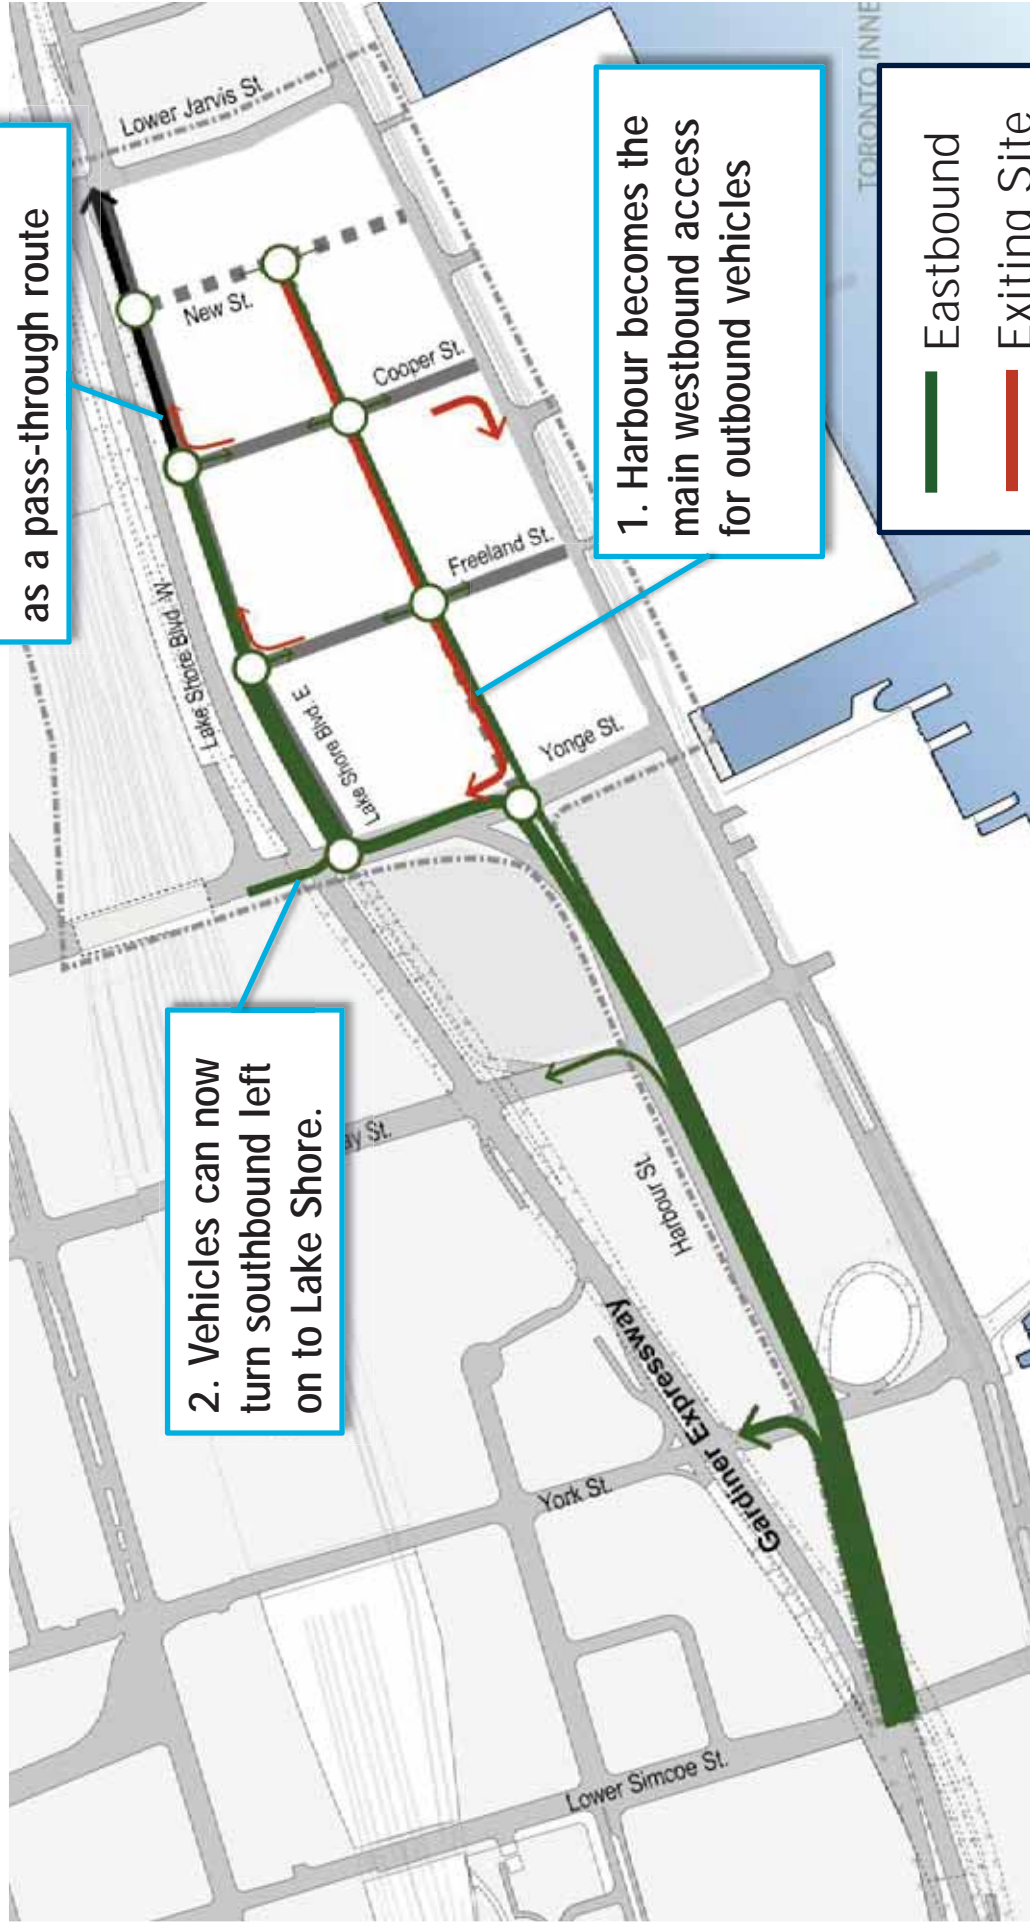 as a pass-through route
Lower Jarvis St
New St.
Cooper St.
Freeland St.
Lake Shore Blvd. W.
Lake Shore Blvd. E.
Yonge St.
1. Harbour becomes the
main westbound access
for outbound vehicles
TORONTO INNE
Eastbound
Exiting Site
2. Vehicles can now
turn southbound left
on to Lake Shore.
ay St.
Harbour St.
Gardiner Expressway
York St.
Lower Simcoe St.